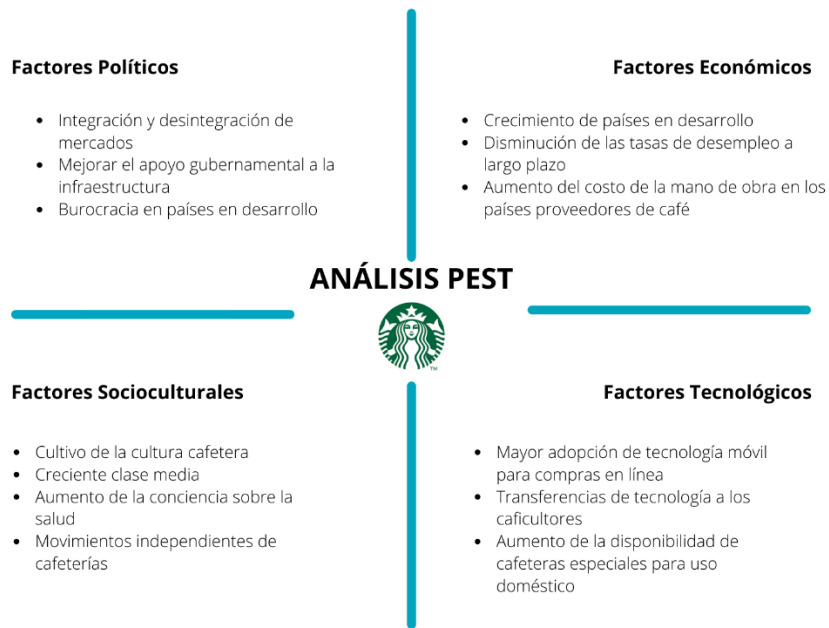 Factores Políticos
• Integración y desintegración de
mercados
• Mejorar el apoyo gubernamental a la
infraestructura
• Burocracia en países en desarrollo
Factores Económicos
• Crecimiento de países en desarrollo
• Disminución de las tasas de desempleo a
largo plazo
• Aumento del costo de la mano de obra en los
países proveedores de café
ANÁLISIS PEST
TM
Factores Socioculturales
• Cultivo de la cultura cafetera
• Creciente clase media
• Aumento de la conciencia sobre la
salud
• Movimientos independientes de
cafeterías
Factores Tecnológicos
• Mayor adopción de tecnología móvil
para compras en línea
• Transferencias de tecnología a los
caficultores
• Aumento de la disponibilidad de
cafeteras especiales para uso
doméstico